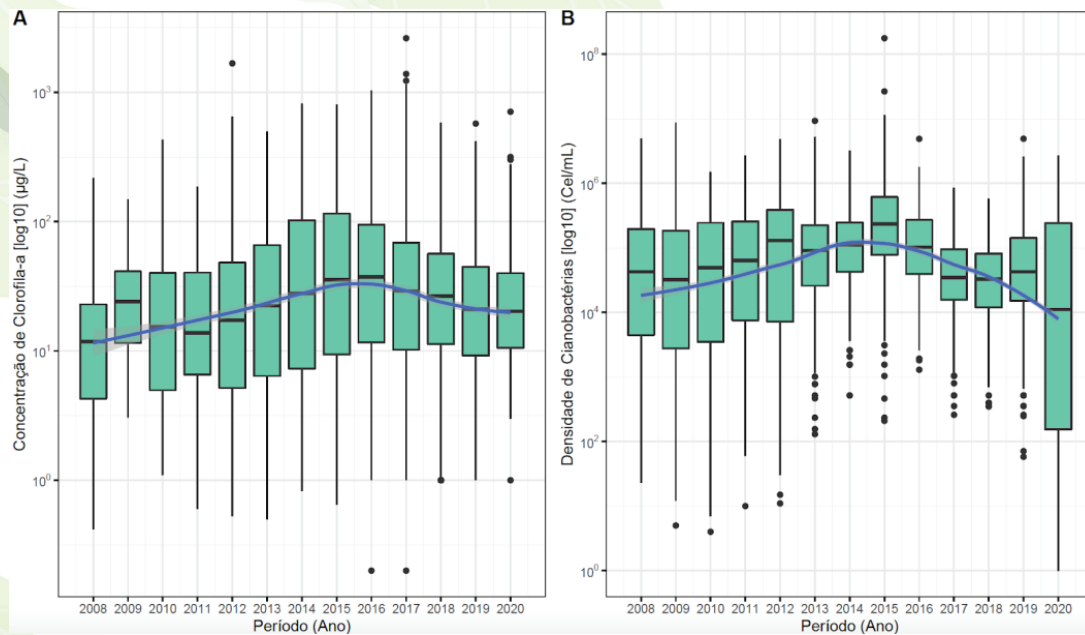 A
Concentração de Clorofila-a [log10] (µg/L)
10³
10²
10¹
10⁰
2008 2009 2010 2011 2012 2013 2014 2015 2016 2017 2018 2019 2020
Período (Ano)
B
Densidade de Cianobactérias [log10] (Cel/mL)
10⁸
10⁶
10⁴
10²
10⁰
2008 2009 2010 2011 2012 2013 2014 2015 2016 2017 2018 2019 2020
Período (Ano)